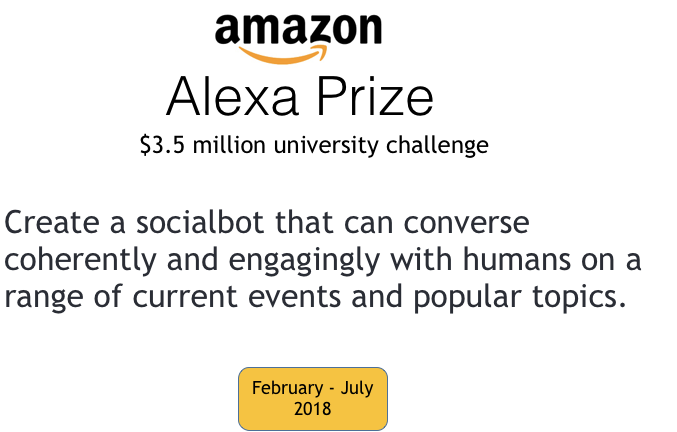 amazon
Alexa Prize
$3.5 million university challenge
Create a socialbot that can converse
coherently and engagingly with humans on a
range of current events and popular topics.
February - July
2018